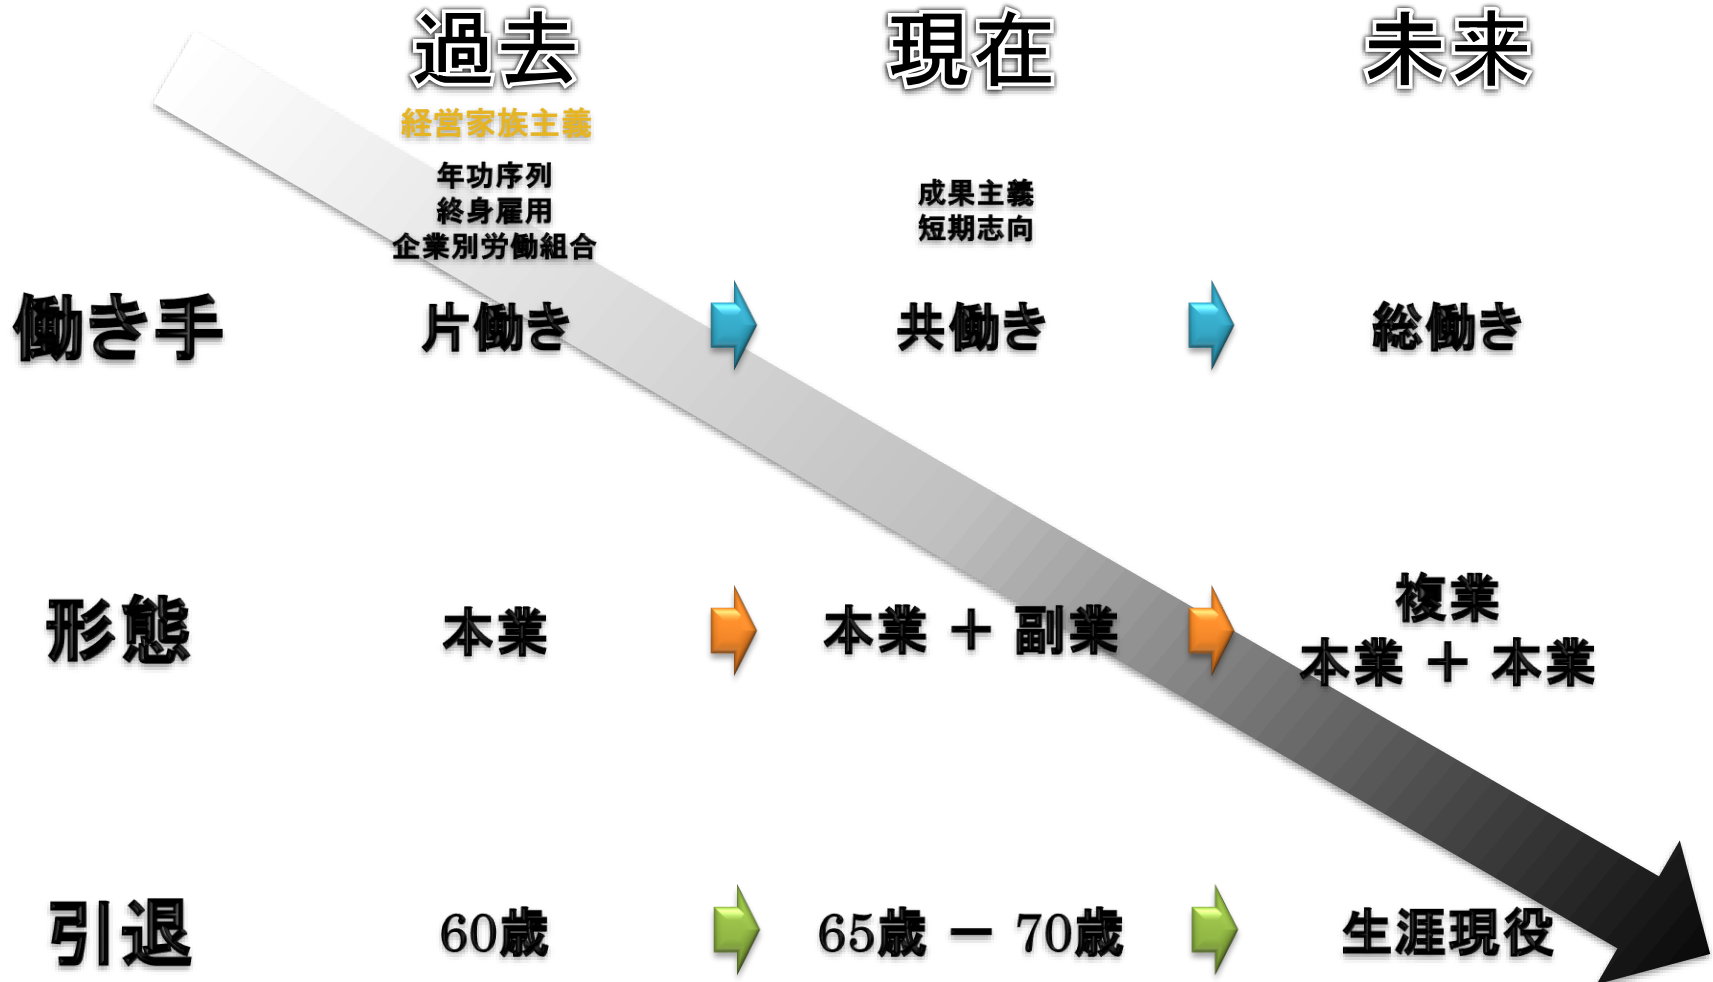 過去
現在
未来
経営家族主義
年功序列
終身雇用
企業別労働組合
成果主義
短期志向
働き手
片働き
共働き
総働き
形態
本業
本業 ＋ 副業
複業
本業 ＋ 本業
引退
60歳
65歳 － 70歳
生涯現役